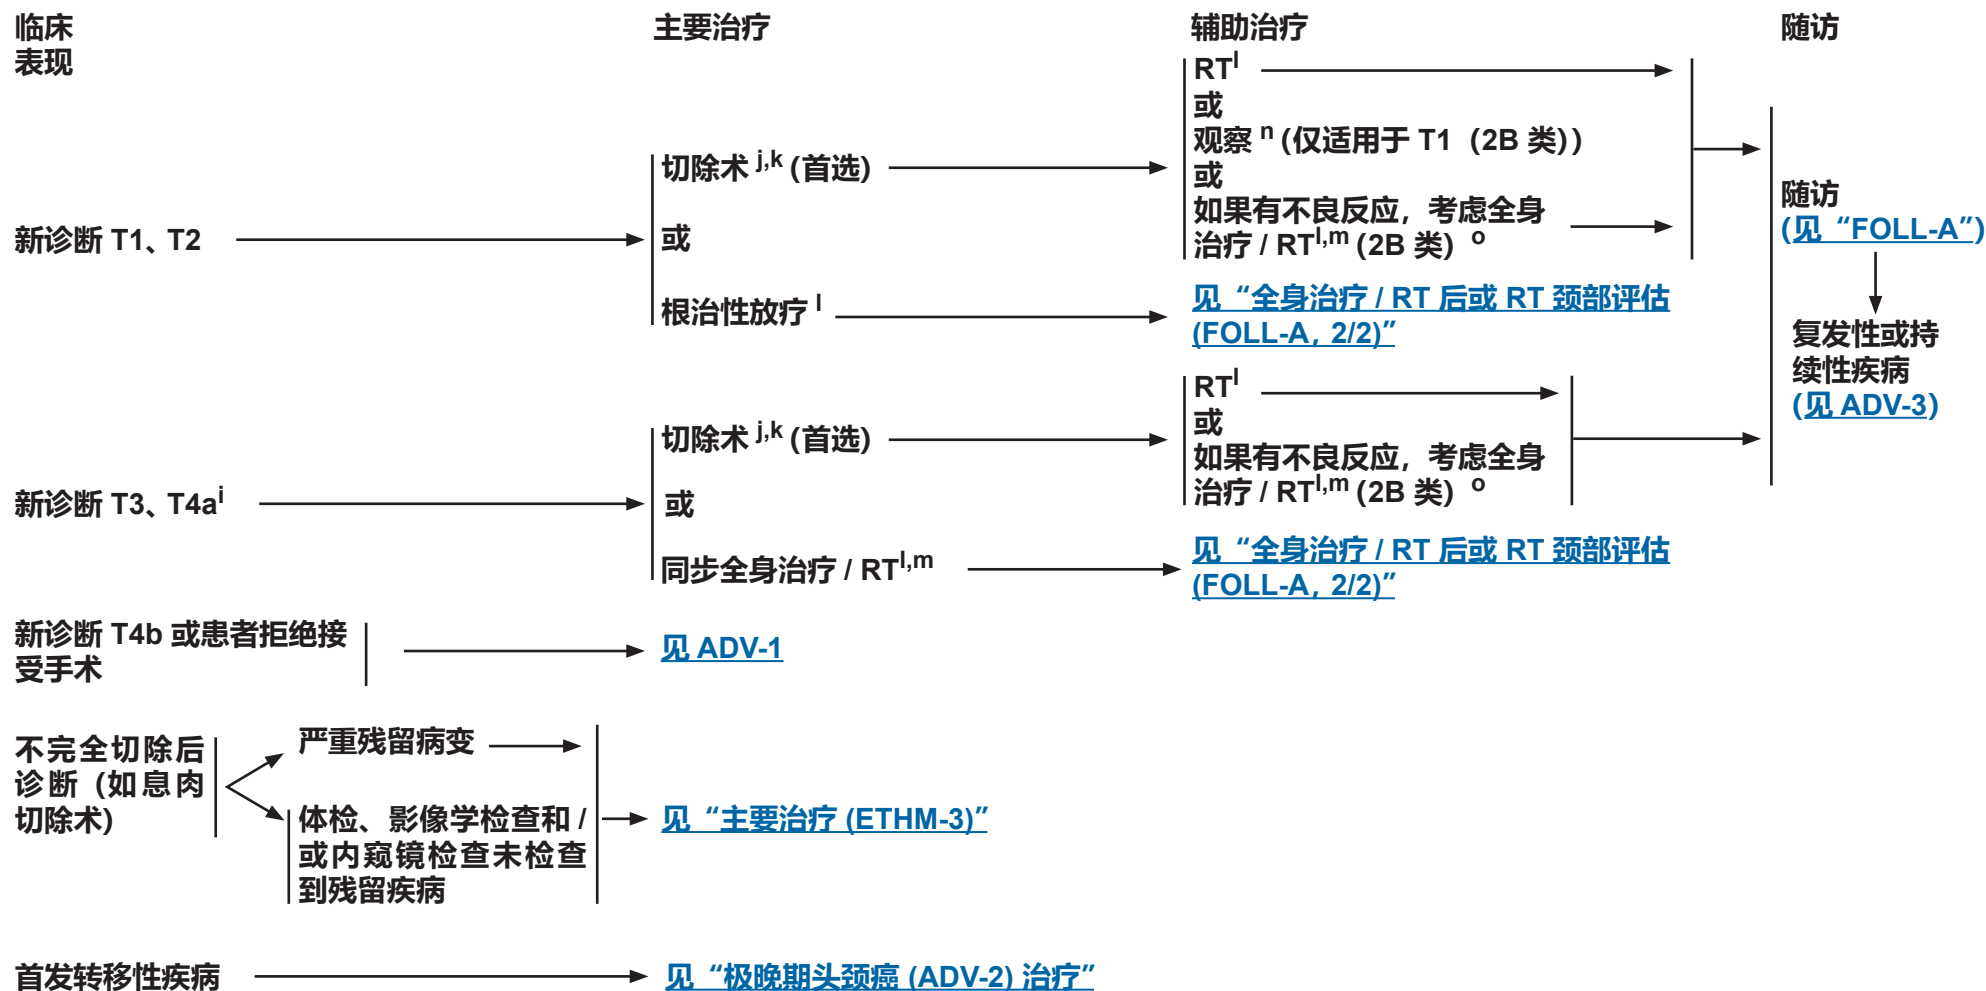 临床
表现
主要治疗
辅助治疗
随访
新诊断 T1、T2
切除术 j,k (首选)
或
根治性放疗 l
RTl
或
观察 n (仅适用于 T1（2B 类))
或
如果有不良反应，考虑全身
治疗 / RTl,m (2B 类) o
见“全身治疗 / RT 后或 RT 颈部评估
(FOLL-A，2/2)”
随访
(见“FOLL-A”)
复发性或持
续性疾病
(见 ADV-3)
新诊断 T3、T4ai
切除术 j,k (首选)
或
同步全身治疗 / RTl,m
RTl
或
如果有不良反应，考虑全身
治疗 / RTl,m (2B 类) o
见“全身治疗 / RT 后或 RT 颈部评估
(FOLL-A，2/2)”
新诊断 T4b 或患者拒绝接
受手术
见 ADV-1
不完全切除后
诊断（如息肉
切除术)
严重残留病变
体检、影像学检查和 /
或内窥镜检查未检查
到残留疾病
见“主要治疗 (ETHM-3)”
首发转移性疾病
见“极晚期头颈癌 (ADV-2) 治疗”